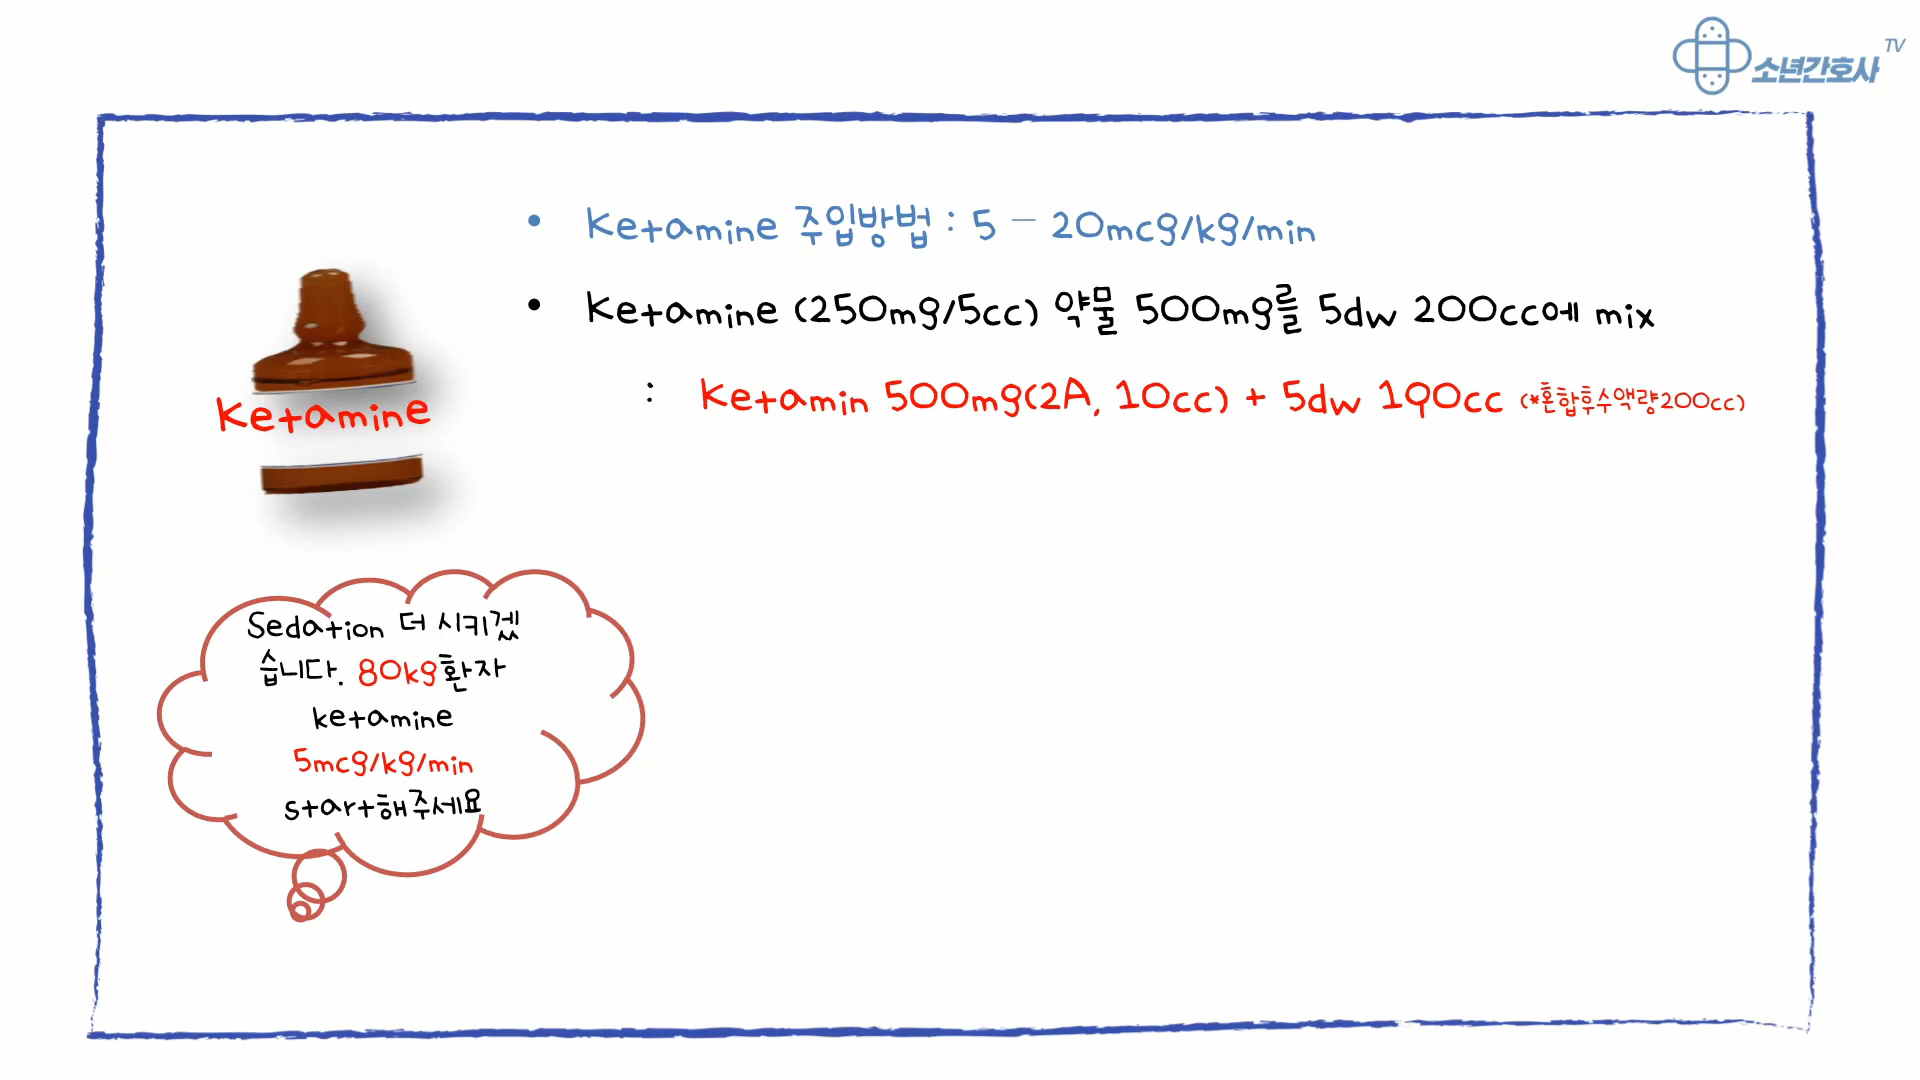 소년간호사 TV
• Ketamine 주입방법 : 5 – 20mcg/kg/min
• Ketamine (250mg/5cc) 약물 500mg를 5dw 200cc에 mix
: Ketamin 500mg(2A, 10cc) + 5dw 190cc (*혼합후수액량200cc)
Ketamine
Sedation 더 시키겠
습니다. 80kg환자
ketamine
5mcg/kg/min
start해주세요